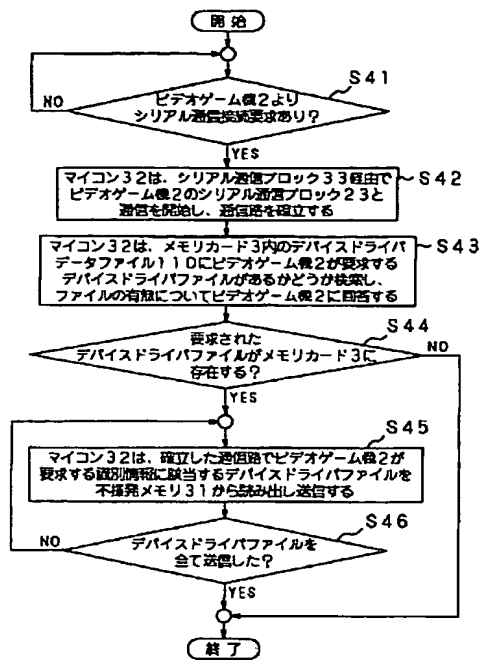 開始
S41
ビデオゲーム機2より
シリアル通信接続要求あり?
NO
YES
S42
マイコン32は、シリアル通信ブロック33経由で
ビデオゲーム機2のシリアル通信ブロック23と
通信を開始し、通信路を確立する
S43
マイコン32は、メモリカード3内のデバイスドライバ
データファイル110にビデオゲーム機2が要求する
デバイスドライバファイルがあるかどうか検索し、
ファイルの有無についてビデオゲーム機2に回答する
S44
要求された
デバイスドライバファイルがメモリカード3に
存在する?
NO
YES
S45
マイコン32は、確立した通信路でビデオゲーム機2が
要求する識別情報に該当するデバイスドライバファイルを
不揮発メモリ31から読み出し送信する
S46
デバイスドライバファイルを
全て送信した?
NO
YES
終了